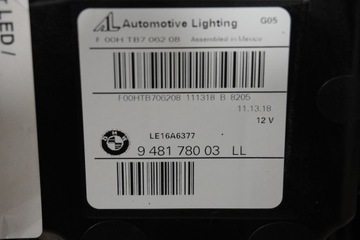 T LED /
AL Automotive Lighting G05
F 00H TB7 062 08 Assembled in Mexico
F00HTB706208 111318 B 8205
11.13.18
12 V
LE16A6377
9 481 780 03 LL